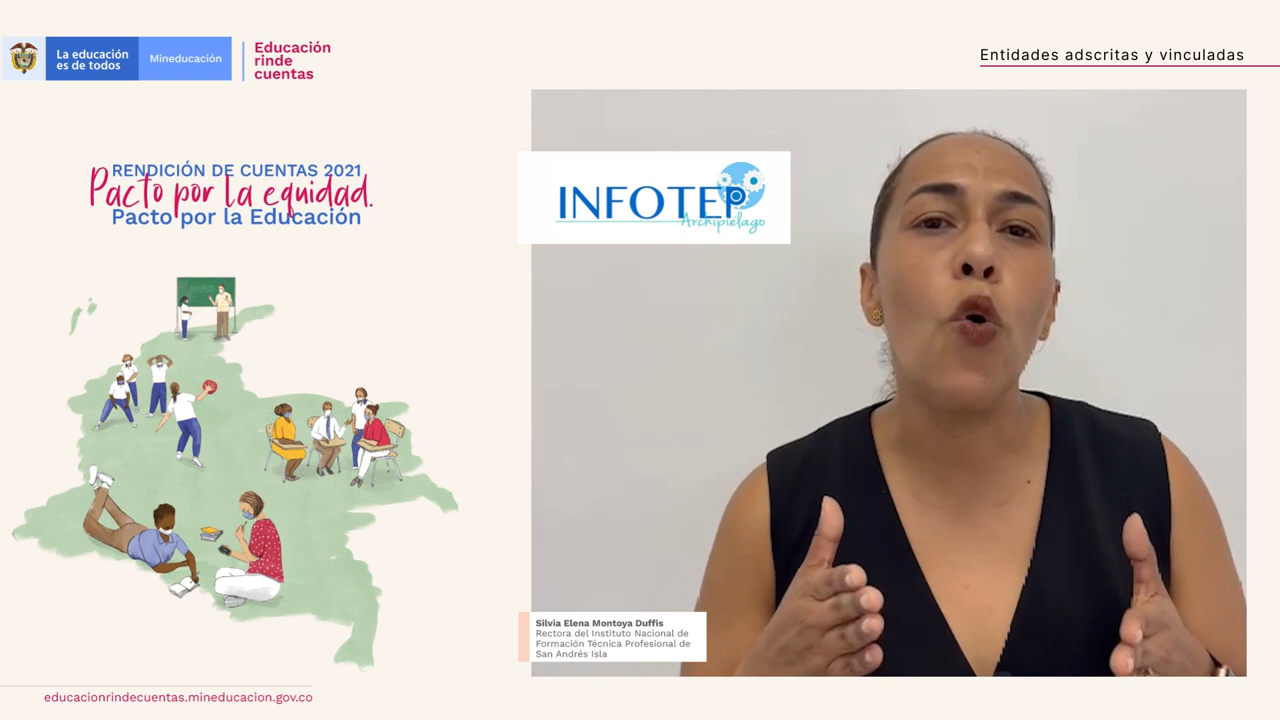 La educación
es de todos
Mineducación
Educación
rinde
cuentas
Entidades adscritas y vinculadas
RENDICIÓN DE CUENTAS 2021
Pacto por la equidad.
Pacto por la Educación
INFOTEP
Archipielago
Silvia Elena Montoya Duffis
Rectora del Instituto Nacional de
Formación Técnica Profesional de
San Andrés Isla
educacionrindecuentas.mineducacion.gov.co